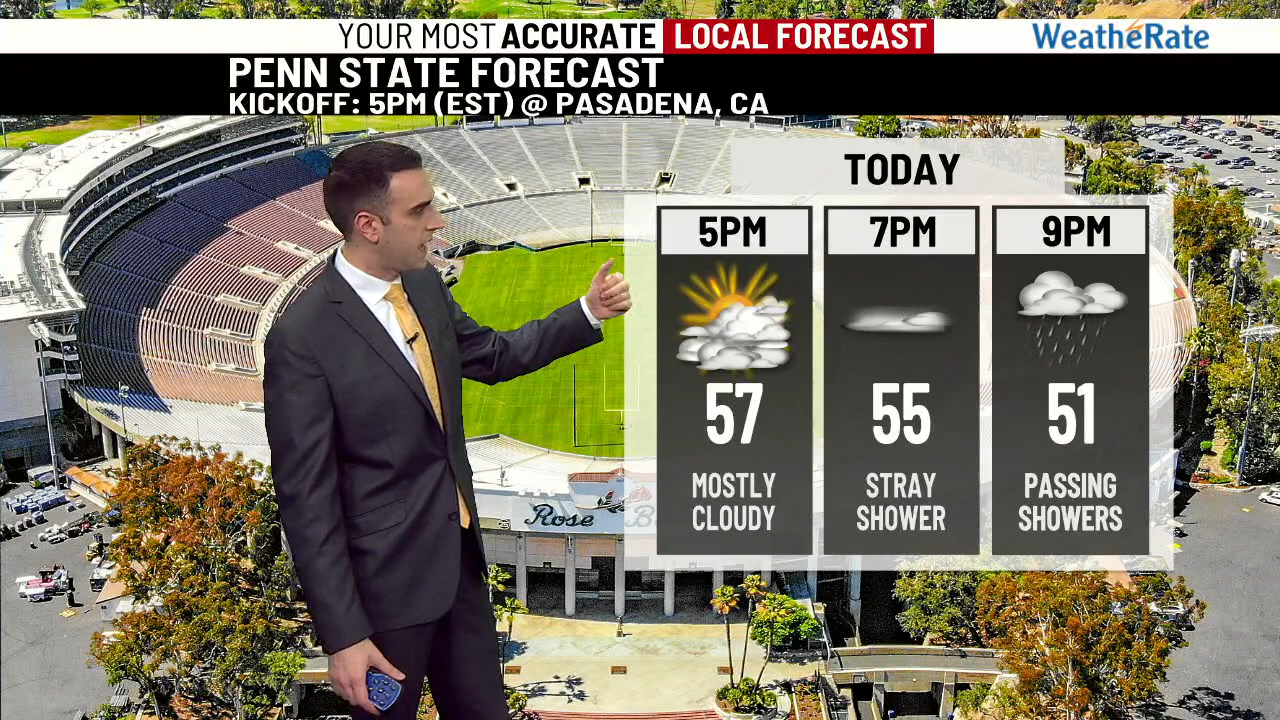 YOUR MOST ACCURATE LOCAL FORECAST
WeatheRate
PENN STATE FORECAST
KICKOFF: 5PM (EST) @ PASADENA, CA
TODAY
5PM
57
MOSTLY
CLOUDY
7PM
55
STRAY
SHOWER
9PM
51
PASSING
SHOWERS
Rose